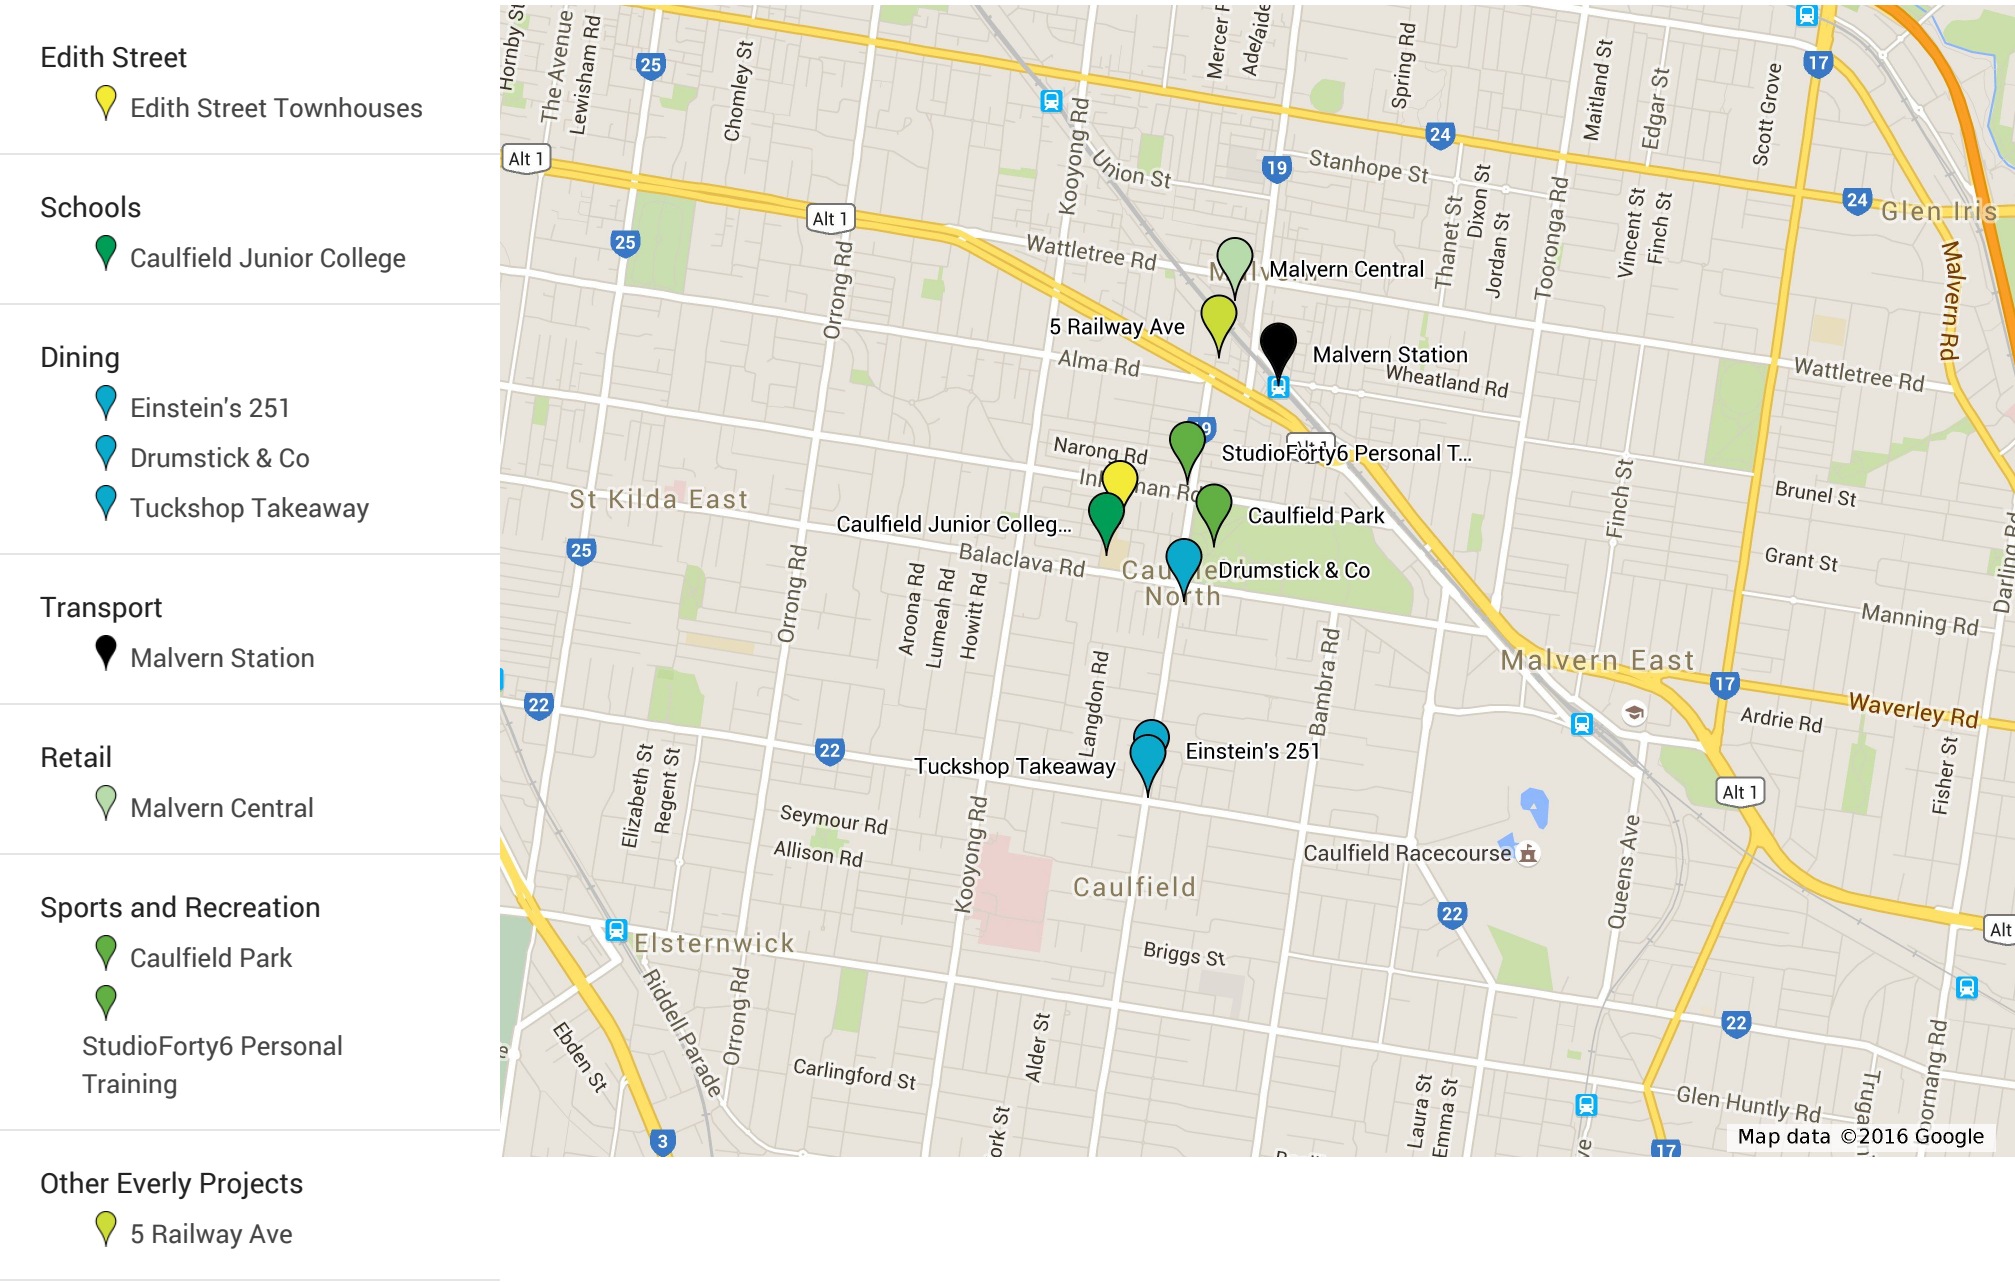 Edith Street
Edith Street Townhouses
Schools
Caulfield Junior College
Dining
Einstein's 251
Drumstick & Co
Tuckshop Takeaway
Transport
Malvern Station
Retail
Malvern Central
Sports and Recreation
Caulfield Park
StudioForty6 Personal
Training
Other Everly Projects
5 Railway Ave
Hornby St
The Avenue
Lewisham Rd
25
Chomley St
Kooyong Rd
Union St
Adelaide
19
Stanhope St
Spring Rd
24
Maitland St
Edgar St
Scott Grove
17
24
Glen Iris
Malvern Rd
Alt 1
25
Alt 1
Orrong Rd
Wattletree Rd
Malvern Central
Thanet St
Dixon St
Jordan St
Tooronga Rd
Vincent St
Finch St
5 Railway Ave
Malvern Station
Alma Rd
Wheatland Rd
Wattletree Rd
Narong Rd
StudioForty6 Personal T...
Alt 1
St Kilda East
Caulfield Junior Colleg...
Caulfield Park
Finch St
Brunel St
25
Orrong Rd
Balaclava Rd
Drumstick & Co
North
Grant St
Aroona Rd
Lumeah Rd
Howitt Rd
Manning Rd
Darling Rd
Langdon Rd
Bambra Rd
Malvern East
17
Waverley Rd
Ardrie Rd
22
22
Elizabeth St
Regent St
Tuckshop Takeaway
Einstein's 251
Fisher St
Alt 1
Seymour Rd
Allison Rd
Kooyong Rd
Caulfield
Caulfield Racecourse
Queens Ave
22
Alt
Elsternwick
Briggs St
Riddell Parade
Orrong Rd
Ebden St
Carlingford St
Alder St
22
Laura St
Emma St
Glen Huntly Rd
3
17
Map data ©2016 Google